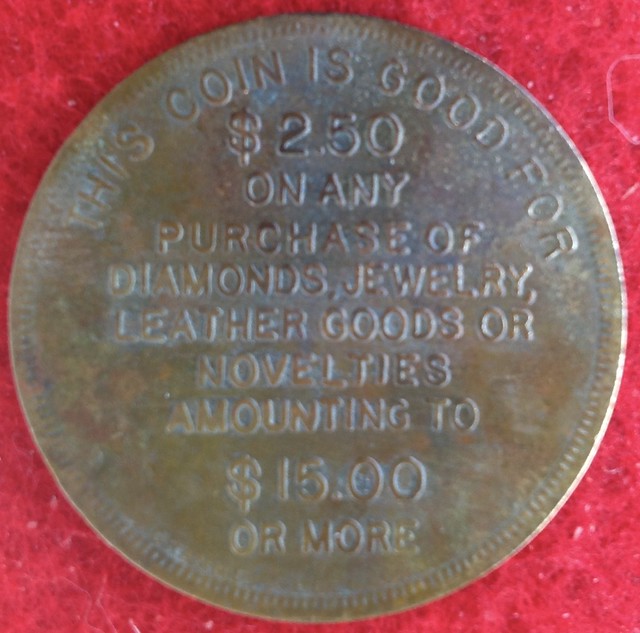 THIS COIN IS GOOD FOR
$2.50
ON ANY
PURCHASE OF
DIAMONDS, JEWELRY,
LEATHER GOODS OR
NOVELTIES
AMOUNTING TO
$15.00
OR MORE